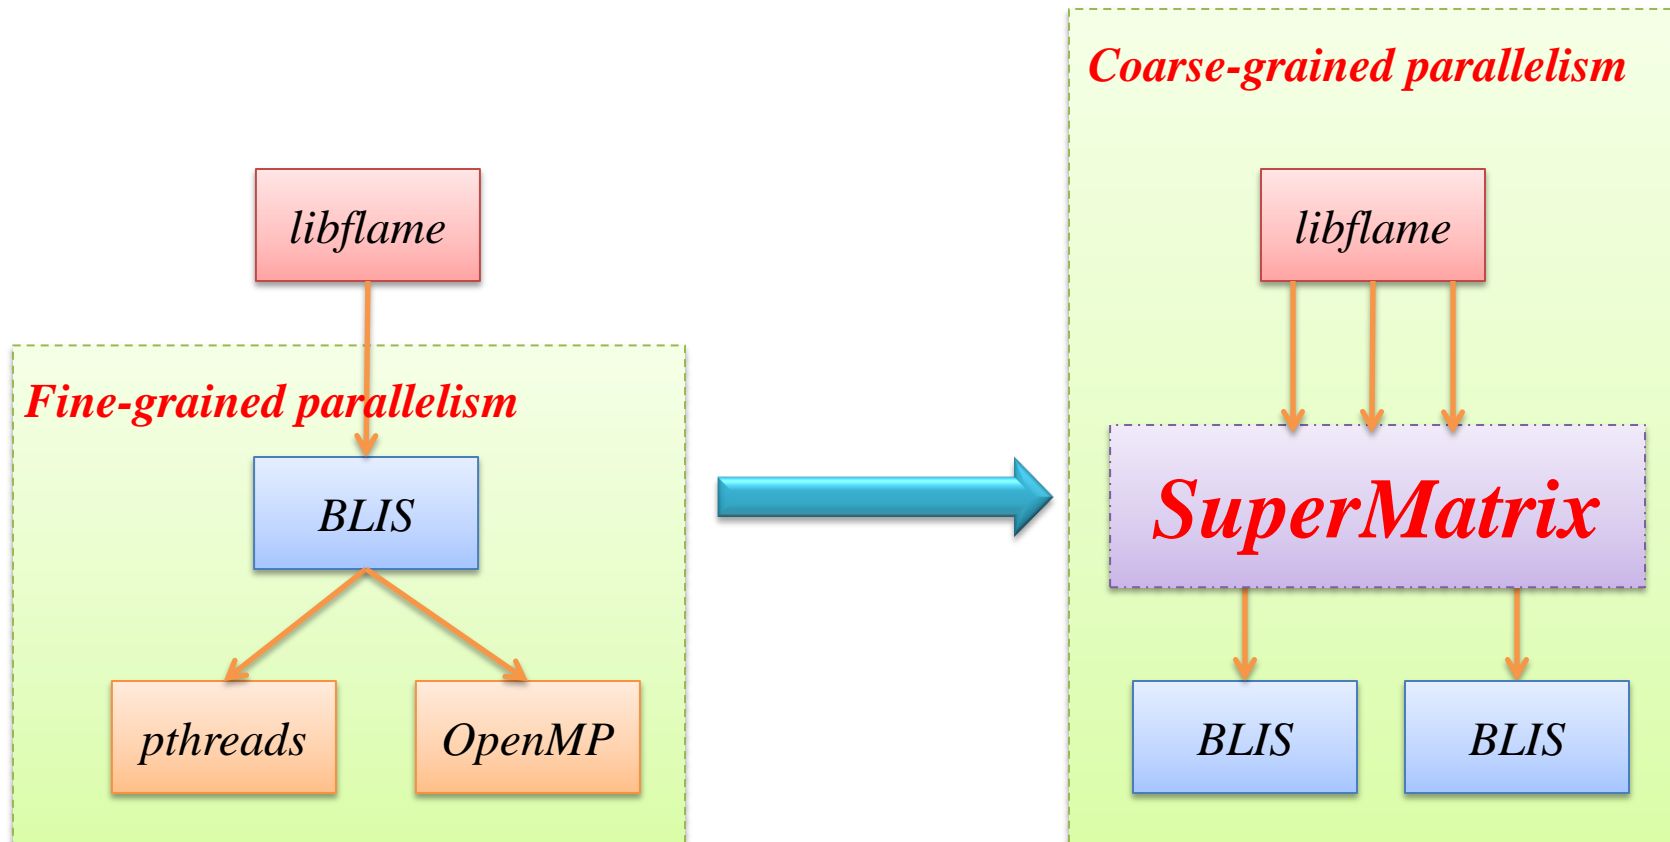 libflame
Fine-grained parallelism
BLIS
pthreads
OpenMP
Coarse-grained parallelism
libflame
SuperMatrix
BLIS
BLIS